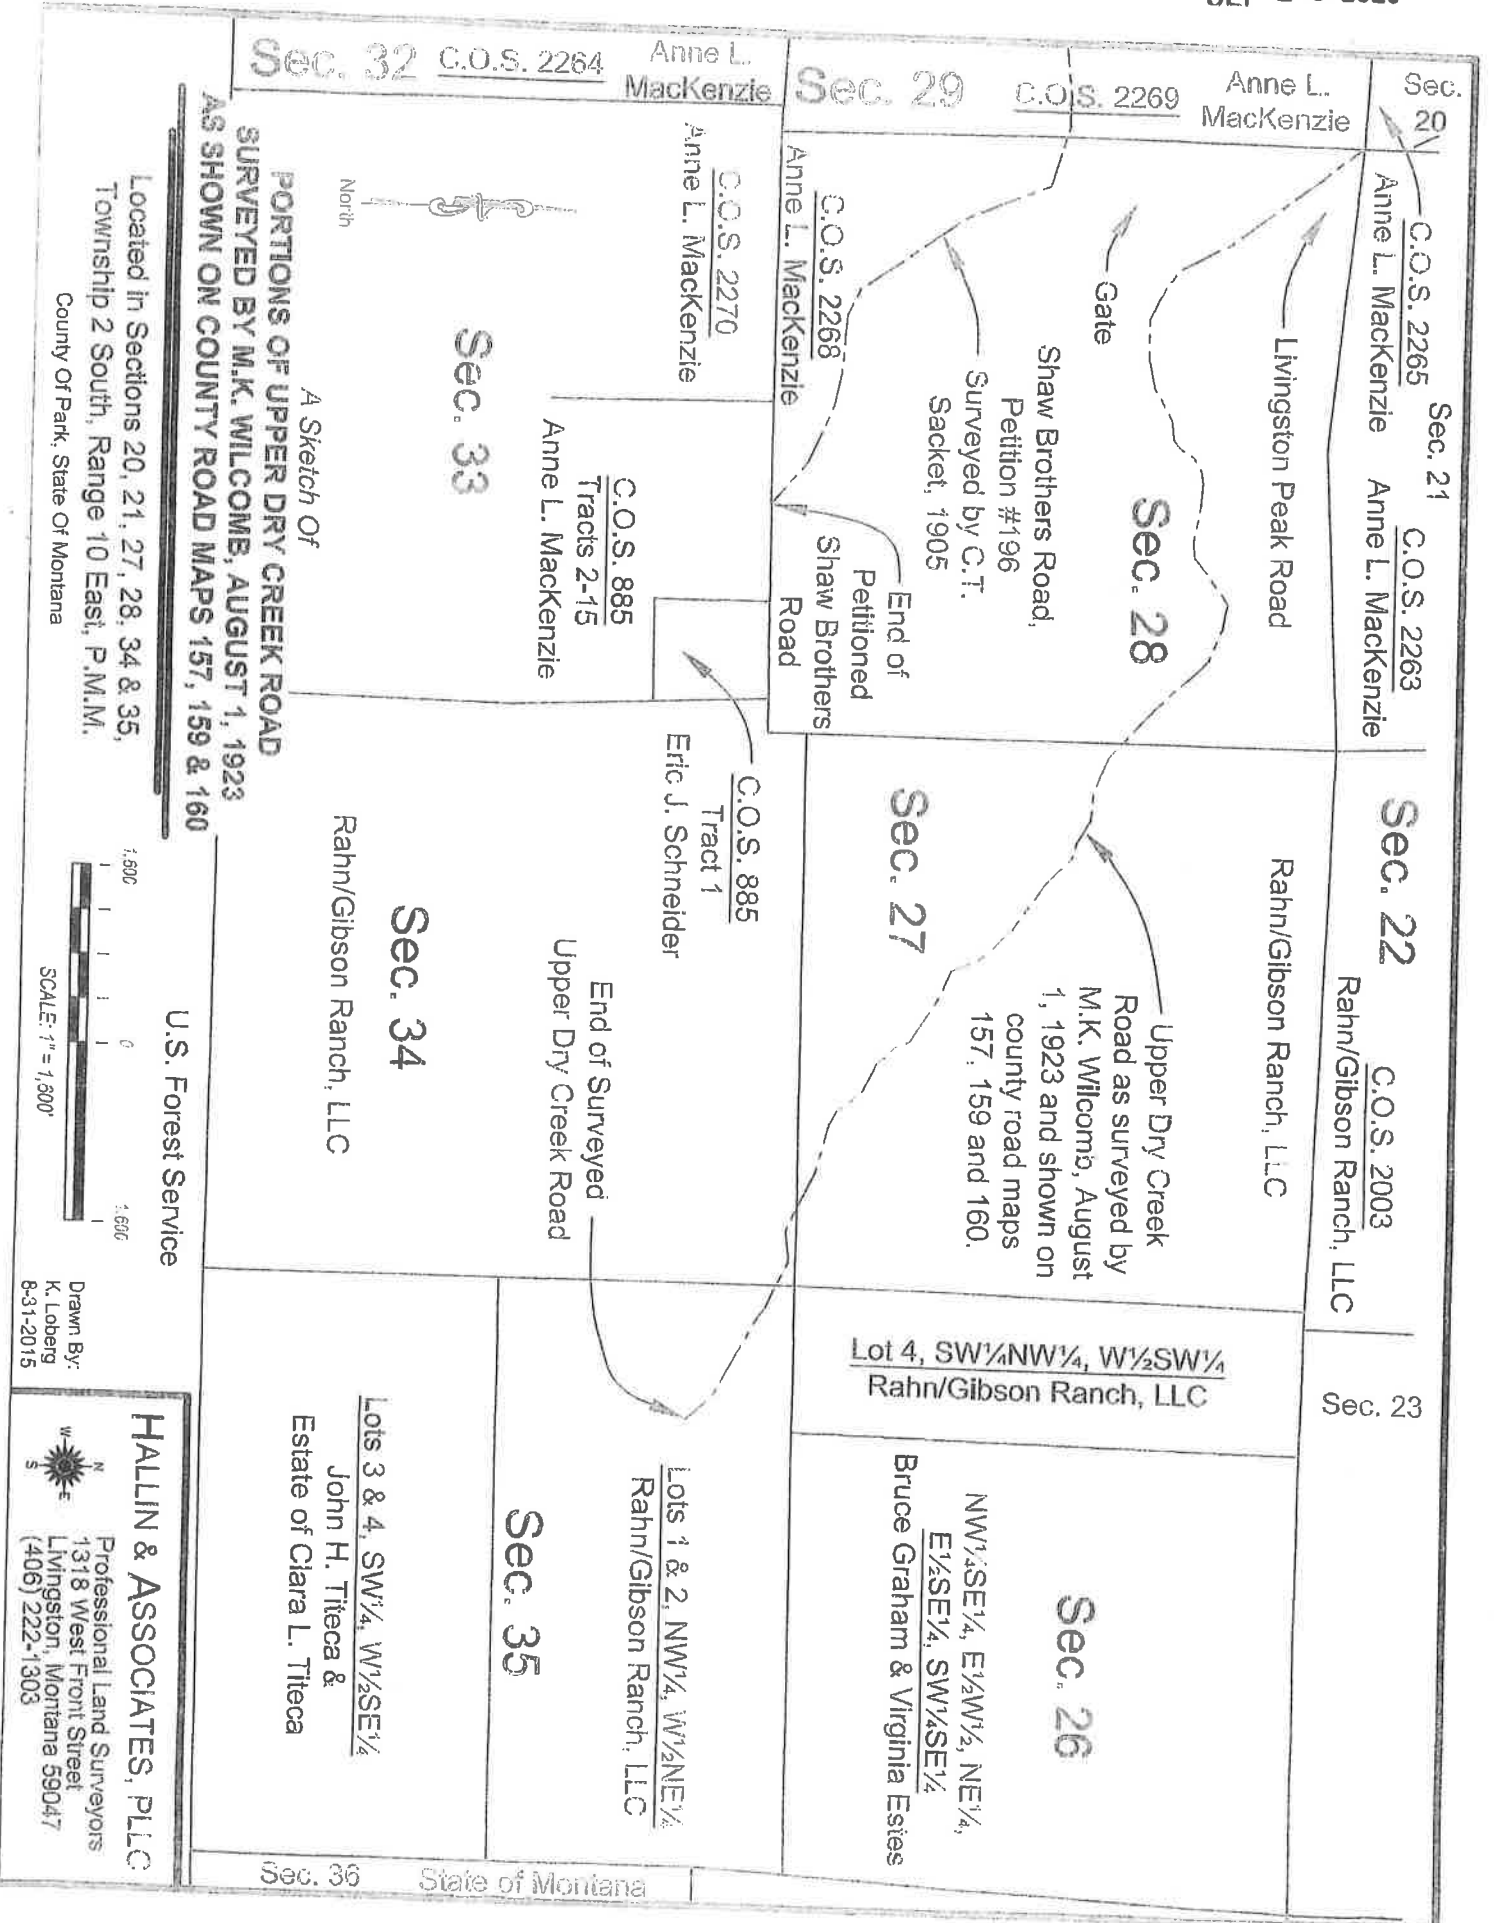 Sec.
20
C.O.S. 2265
Anne L. MacKenzie
Sec. 21
C.O.S. 2263
Anne L. MacKenzie
Sec. 22
C.O.S. 2003
Rahn/Gibson Ranch, LLC
Sec. 23
Anne L.
MacKenzie
C.O.S. 2269
Sec. 29
Livingston Peak Road
Gate
Shaw Brothers Road,
Petition #196
Surveyed by C.T.
Sacket, 1905
Sec. 28
C.O.S. 2268
Anne L. MacKenzie
End of
Petitioned
Shaw Brothers
Road
Rahn/Gibson Ranch, LLC
Upper Dry Creek
Road as surveyed by
M.K. Wilcomb, August
1, 1923 and shown on
county road maps
157, 159 and 160.
Sec. 27
Lot 4, SW¼NW¼, W½SW¼
Rahn/Gibson Ranch, LLC
Sec. 26
NW¼SE¼, E½W½, NE¼,
E½SE¼, SW¼SE¼
Bruce Graham & Virginia Estes
Anne L.
MacKenzie
C.O.S. 2264
Sec. 32
C.O.S. 2270
Anne L. MacKenzie
Sec. 33
C.O.S. 885
Tracts 2-15
Anne L. MacKenzie
C.O.S. 885
Tract 1
Eric J. Schneider
End of Surveyed
Upper Dry Creek Road
Sec. 34
Rahn/Gibson Ranch, LLC
Lots 1 & 2, NW¼, W½NE¼
Rahn/Gibson Ranch, LLC
Sec. 35
Lots 3 & 4, SW¼, W½SE¼
John H. Titeca &
Estate of Clara L. Titeca
State of Montana
Sec. 36
North
A Sketch Of
PORTIONS OF UPPER DRY CREEK ROAD
SURVEYED BY M.K. WILCOMB, AUGUST 1, 1923
AS SHOWN ON COUNTY ROAD MAPS 157, 159 & 160
Located in Sections 20, 21, 27, 28, 34 & 35,
Township 2 South, Range 10 East, P.M.M.
County Of Park, State Of Montana
U.S. Forest Service
1,600 0 1,600
SCALE: 1" = 1,600'
Drawn By:
K. Loberg
8-31-2015
HALLIN & ASSOCIATES, PLLC
N
W E
S
Professional Land Surveyors
1318 West Front Street
Livingston, Montana 59047
(406) 222-1303